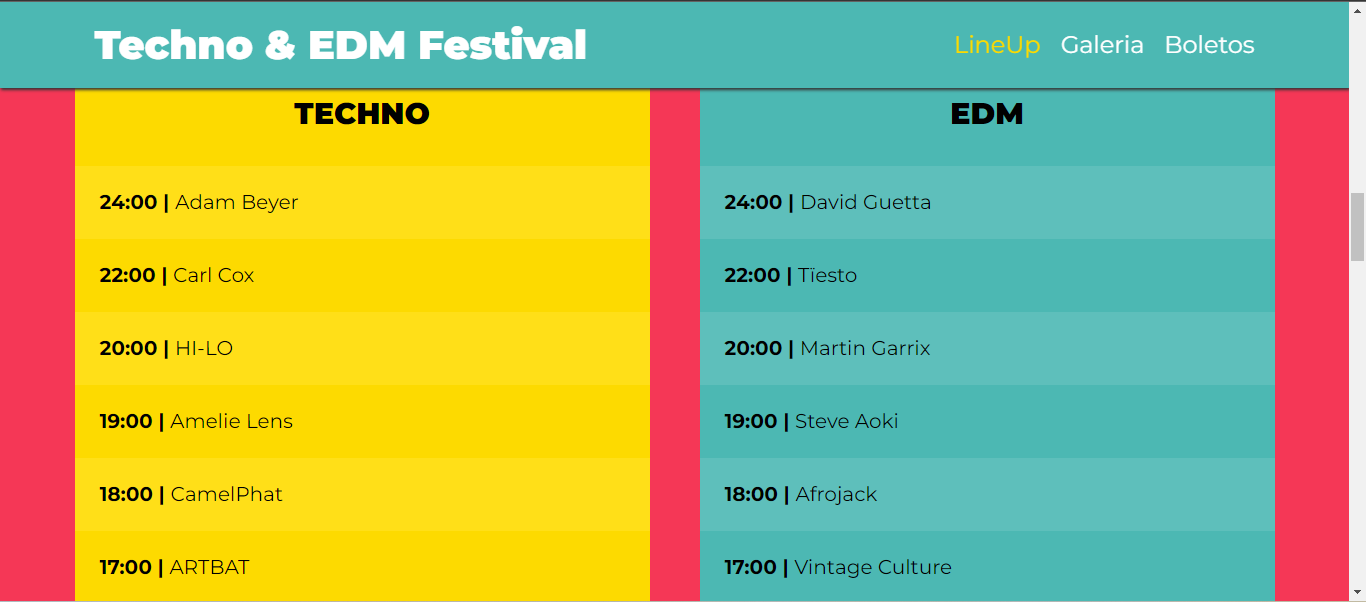 Techno & EDM Festival
LineUp Galeria Boletos
TECHNO
24:00 | Adam Beyer
22:00 | Carl Cox
20:00 | HI-LO
19:00 | Amelie Lens
18:00 | CamelPhat
17:00 | ARTBAT
EDM
24:00 | David Guetta
22:00 | Tïesto
20:00 | Martin Garrix
19:00 | Steve Aoki
18:00 | Afrojack
17:00 | Vintage Culture